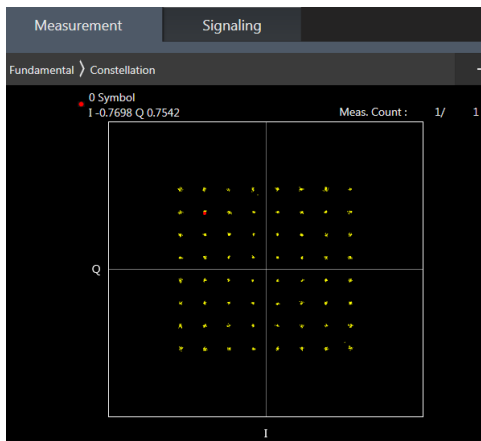 Measurement Signaling
Fundamental 〉 Constellation
0 Symbol
I -0.7698 Q 0.7542 Meas. Count : 1/ 1
Q
I